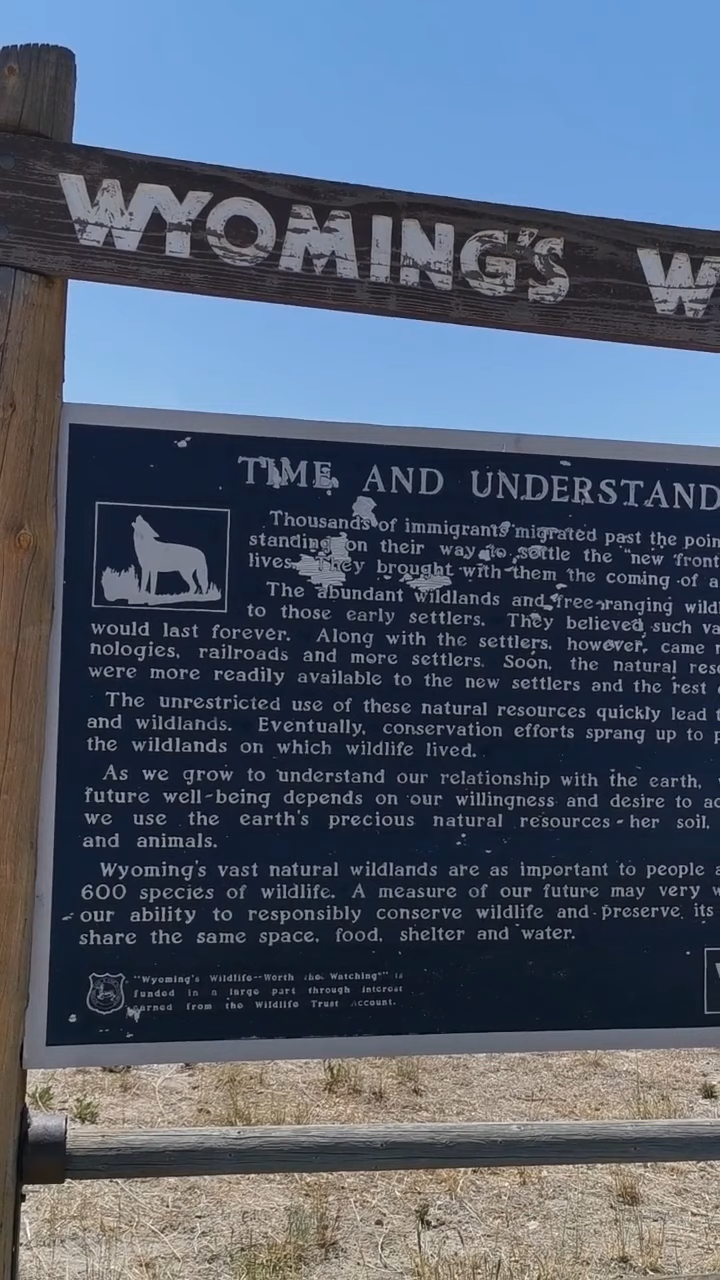 WYOMING'S W
TIME AND UNDERSTAND
Thousands of immigrants migrated past the poin
standing on their way to settle the "new front
lives. They brought with them the coming of a
The abundant wildlands and free-ranging wild
to those early settlers. They believed such va
would last forever. Along with the settlers, however, came n
nologies, railroads and more settlers. Soon, the natural reso
were more readily available to the new settlers and the rest
The unrestricted use of these natural resources quickly lead t
and wildlands. Eventually, conservation efforts sprang up to p
the wildlands on which wildlife lived.
As we grow to understand our relationship with the earth,
future well-being depends on our willingness and desire to ac
we use the earth's precious natural resources - her soil,
and animals.
Wyoming's vast natural wildlands are as important to people a
600 species of wildlife. A measure of our future may very w
our ability to responsibly conserve wildlife and preserve its
share the same space, food, shelter and water.
"Wyoming's Wildlife--Worth the Watching" is
funded in a large part through interest
earned from the Wildlife Trust Account.